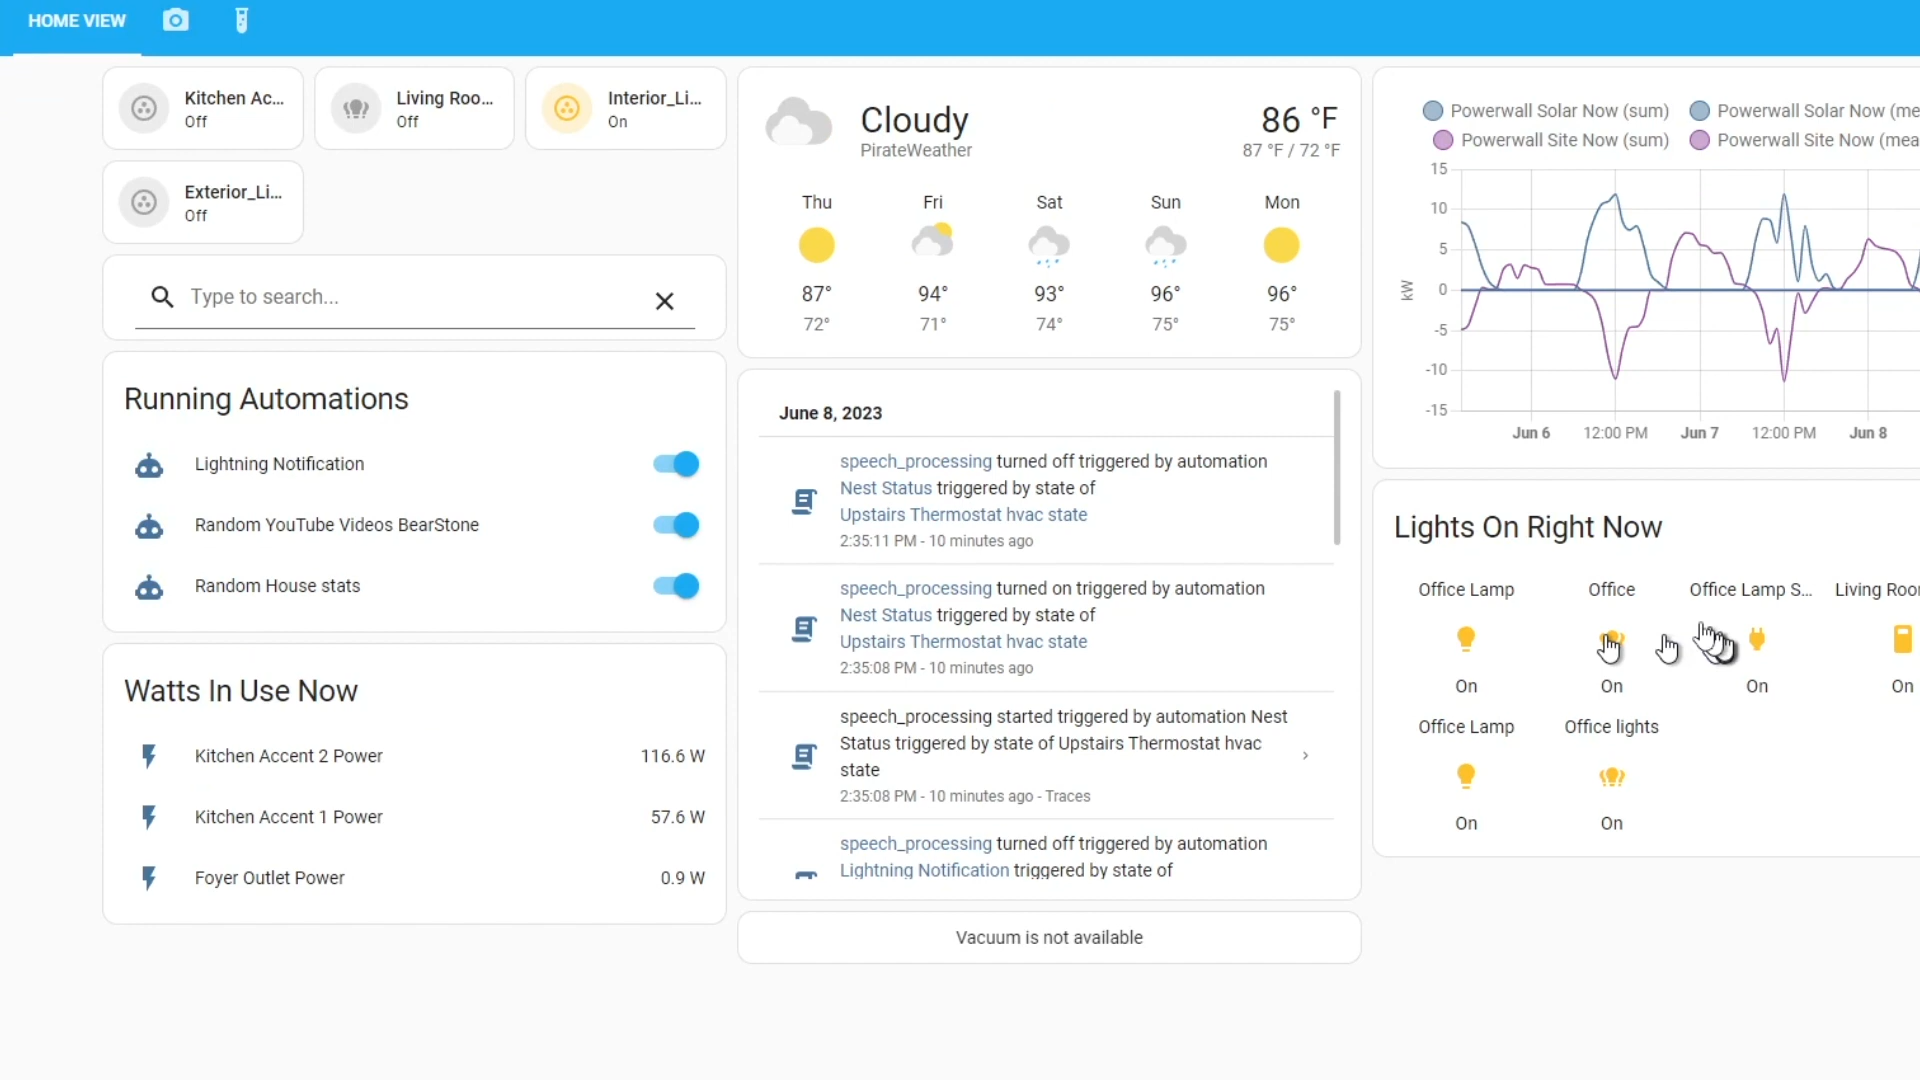 HOME VIEW
Kitchen Ac...
Off
Living Roo...
Off
Interior_Li...
On
Exterior_Li...
Off
Type to search...
Running Automations
Lightning Notification
Random YouTube Videos BearStone
Random House stats
Watts In Use Now
Kitchen Accent 2 Power 116.6 W
Kitchen Accent 1 Power 57.6 W
Foyer Outlet Power 0.9 W
Cloudy
PirateWeather
86 °F
87 °F / 72 °F
Thu Fri Sat Sun Mon
87° 94° 93° 96° 96°
72° 71° 74° 75° 75°
June 8, 2023
speech_processing turned off triggered by automation
Nest Status triggered by state of
Upstairs Thermostat hvac state
2:35:11 PM - 10 minutes ago
speech_processing turned on triggered by automation
Nest Status triggered by state of
Upstairs Thermostat hvac state
2:35:08 PM - 10 minutes ago
speech_processing started triggered by automation Nest
Status triggered by state of Upstairs Thermostat hvac
state
2:35:08 PM - 10 minutes ago - Traces
speech_processing turned off triggered by automation
Lightning Notification triggered by state of
Vacuum is not available
Powerwall Solar Now (sum) Powerwall Solar Now (me
Powerwall Site Now (sum) Powerwall Site Now (mea
15
10
5
0
-5
-10
-15
kW
Jun 6 12:00 PM Jun 7 12:00 PM Jun 8
Lights On Right Now
Office Lamp Office Office Lamp S... Living Roo
On On On On
Office Lamp Office lights
On On